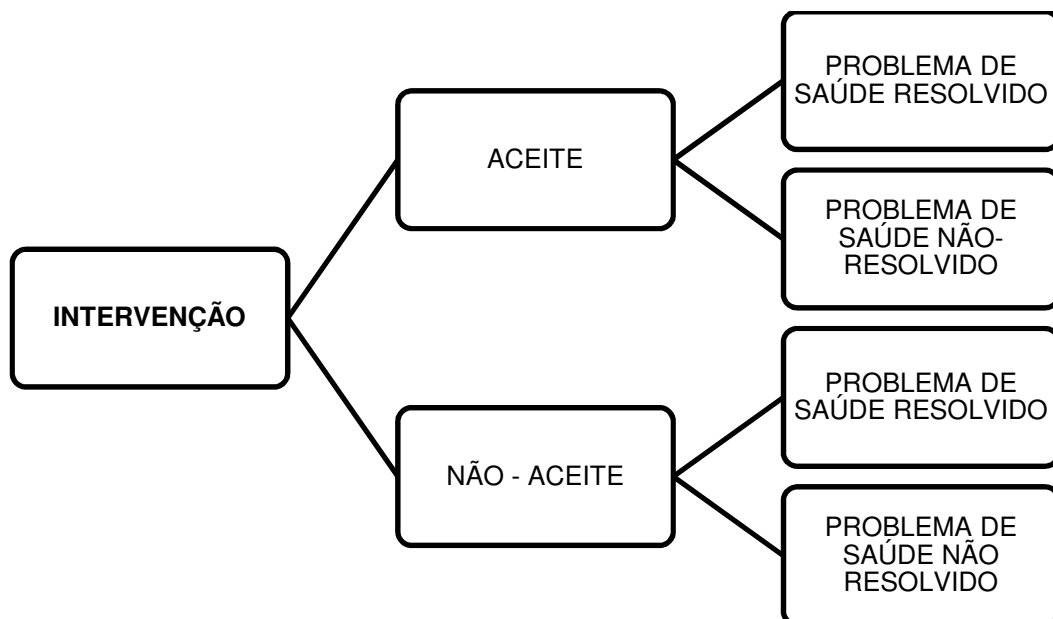 PROBLEMA DE
SAÚDE RESOLVIDO
ACEITE
PROBLEMA DE
SAÚDE NÃO-
RESOLVIDO
INTERVENÇÃO
PROBLEMA DE
SAÚDE RESOLVIDO
NÃO - ACEITE
PROBLEMA DE
SAÚDE NÃO
RESOLVIDO